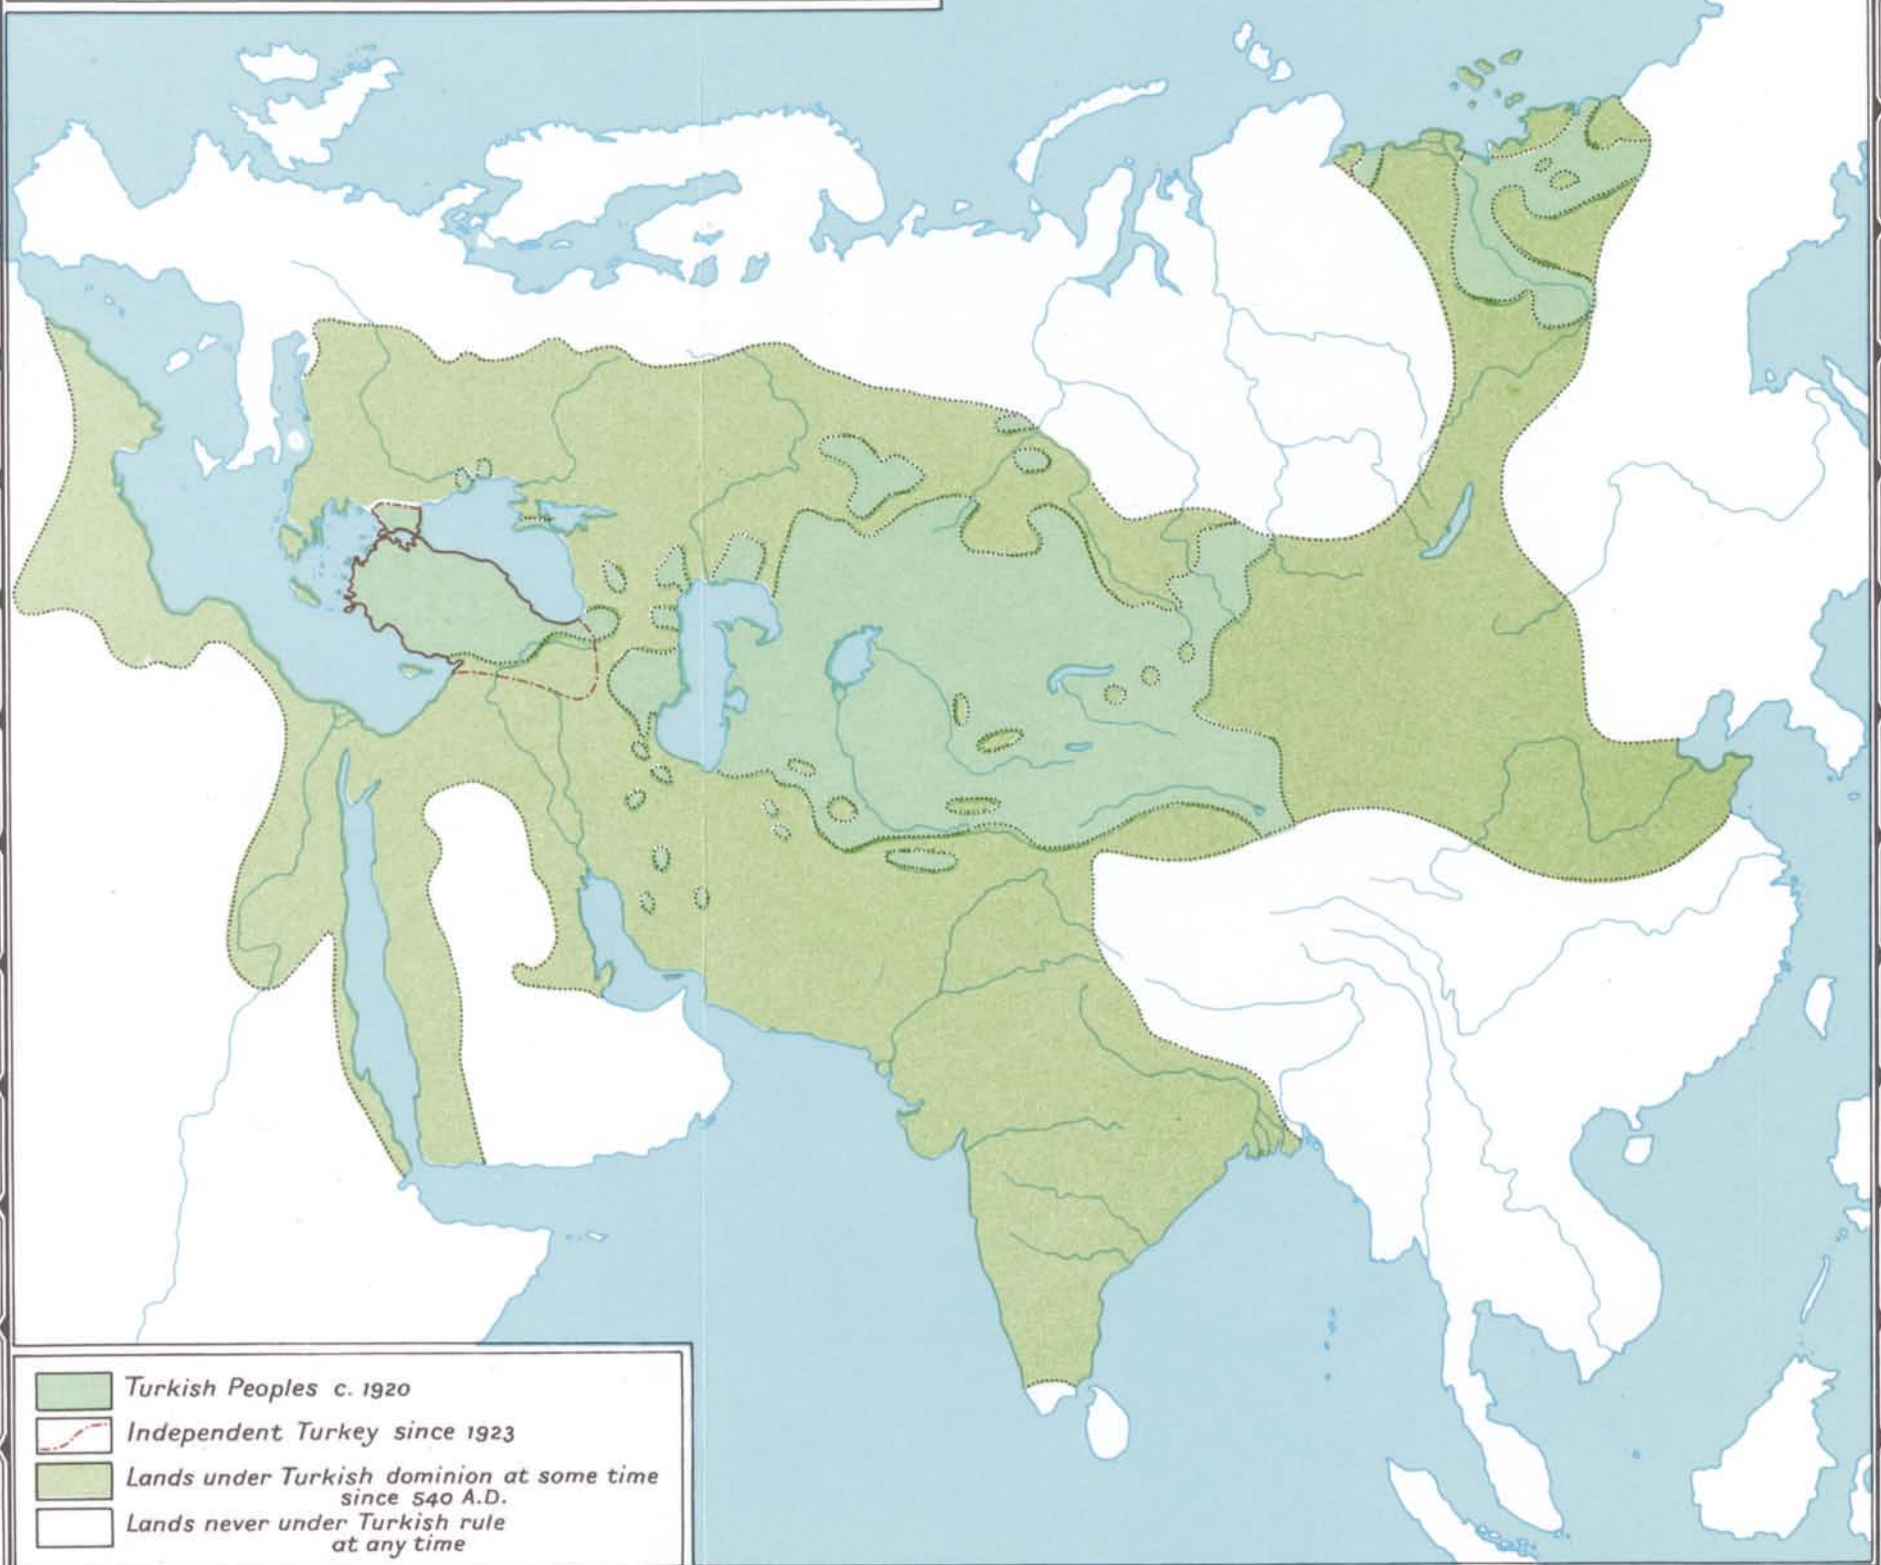 Turkish Peoples c. 1920
Independent Turkey since 1923
Lands under Turkish dominion at some time
since 540 A.D.
Lands never under Turkish rule
at any time